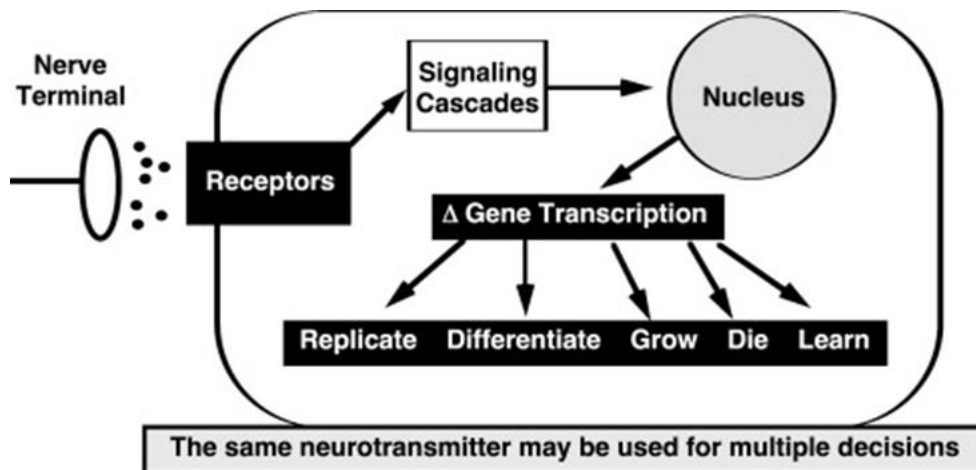 Nerve
Terminal
Signaling
Cascades
Nucleus
Receptors
Δ Gene Transcription
Replicate Differentiate Grow Die Learn
The same neurotransmitter may be used for multiple decisions